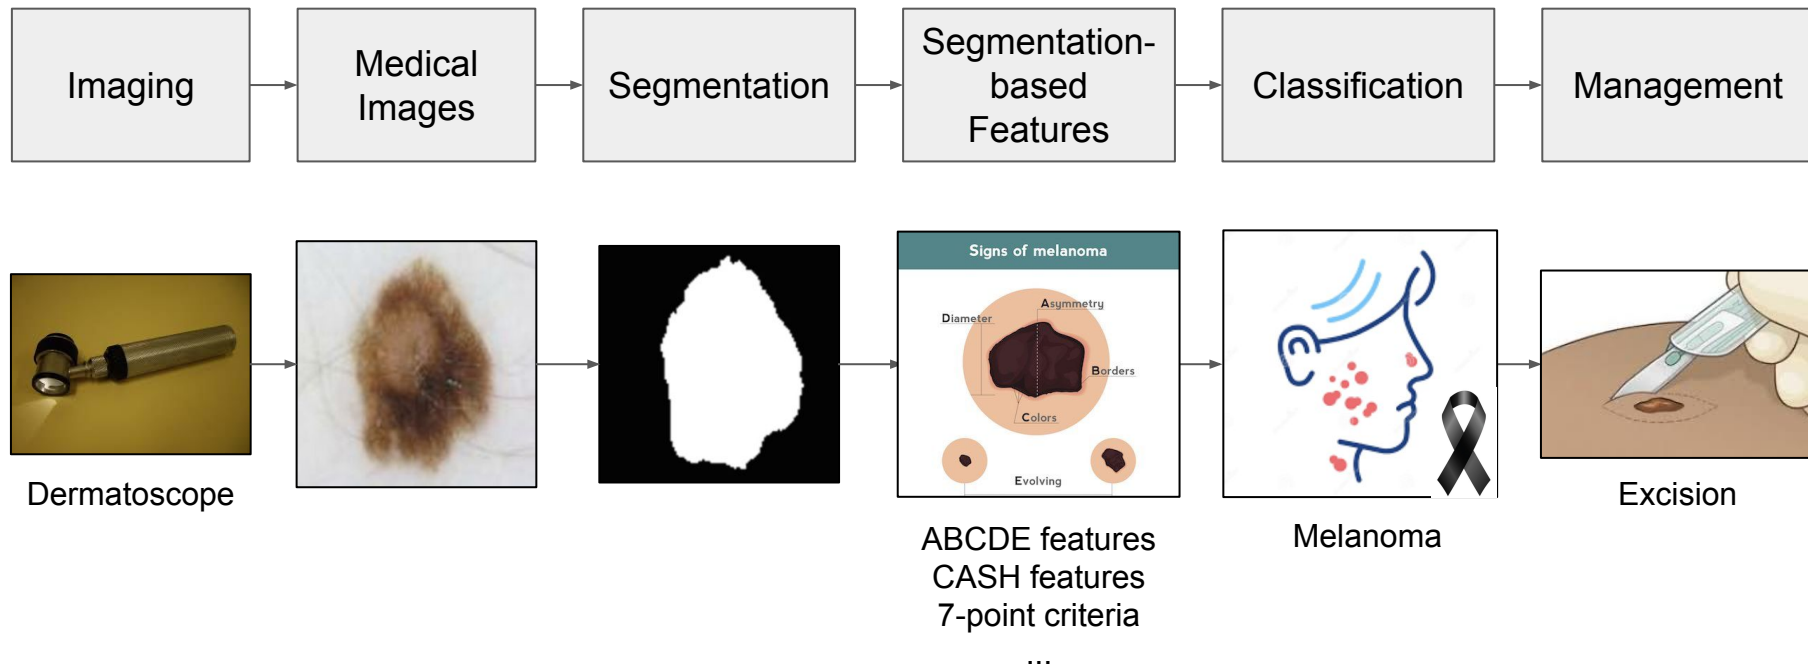 Imaging
Medical
Images
Segmentation
Segmentation-
based
Features
Classification
Management
Signs of melanoma
Asymmetry
Diameter
Borders
Colors
Evolving
Dermatoscope
ABCDE features
CASH features
7-point criteria
...
Melanoma
Excision